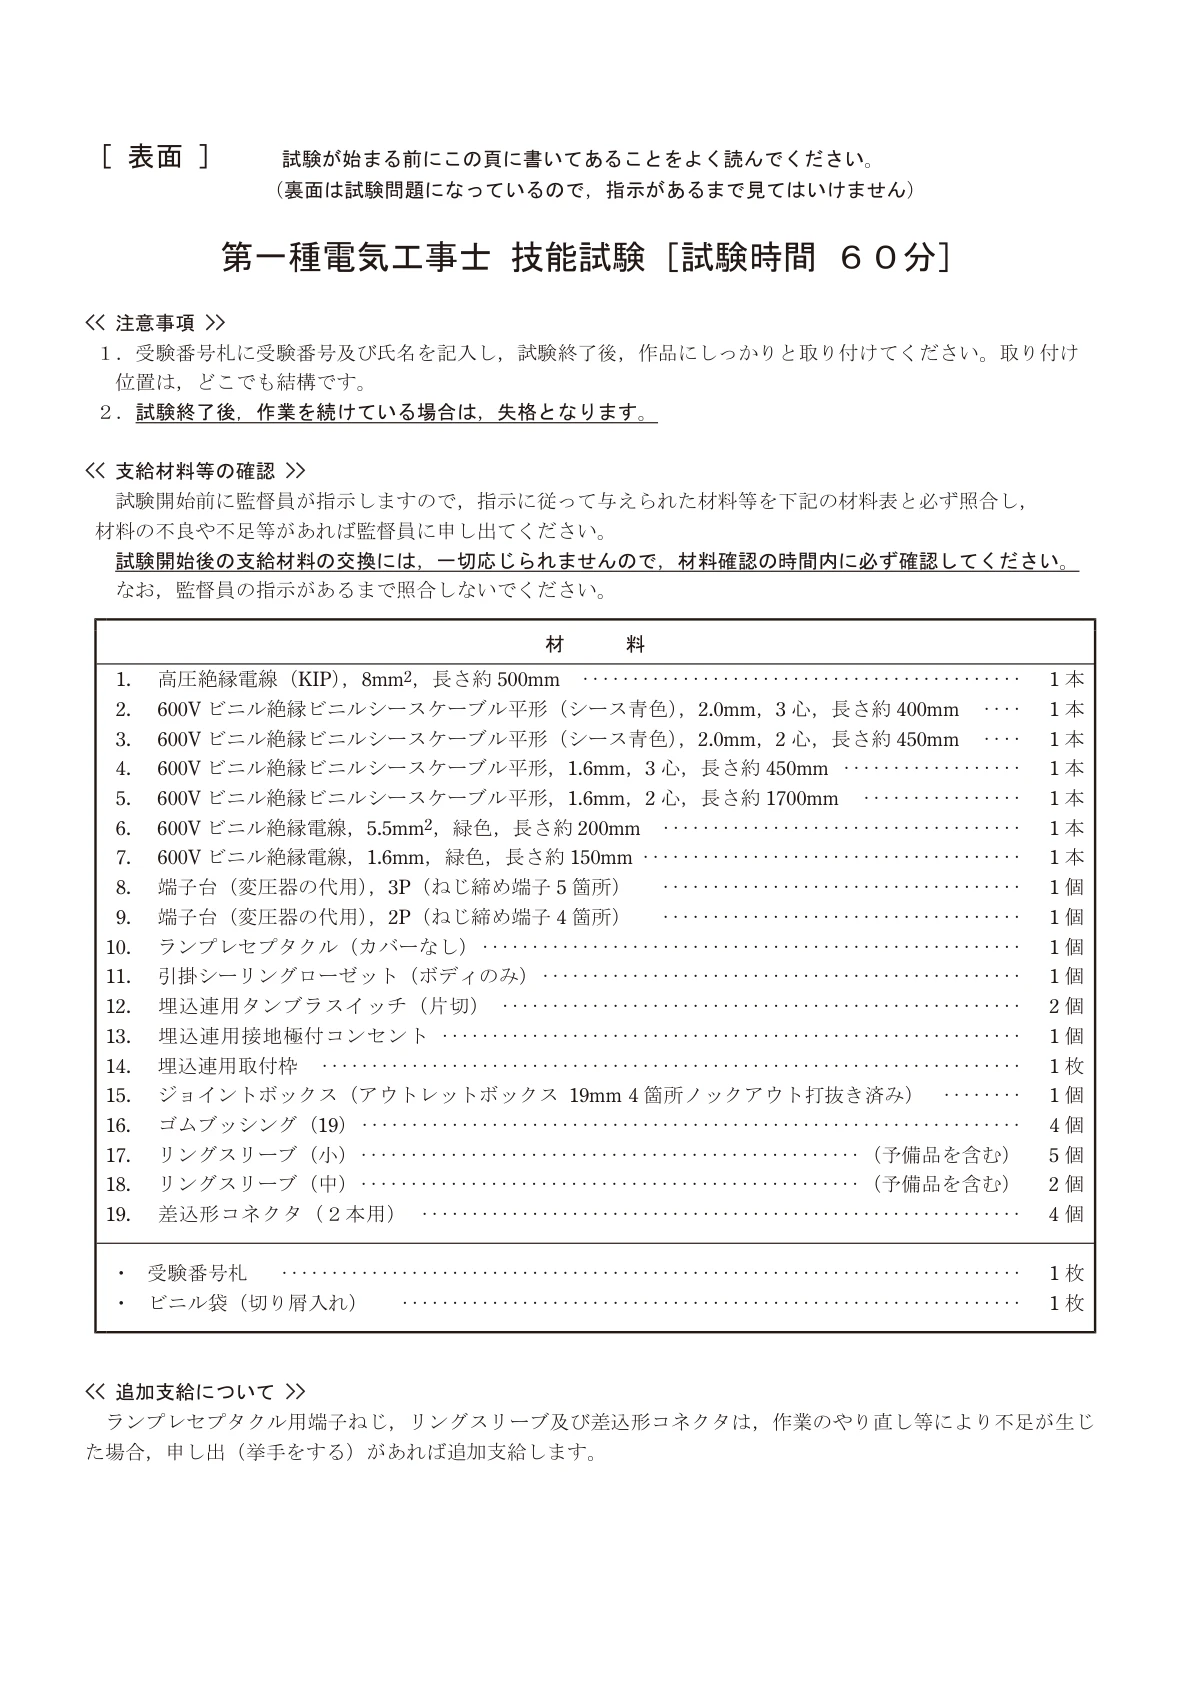 ［ 表面 ］ 試験が始まる前にこの頁に書いてあることをよく読んでください。
（裏面は試験問題になっているので，指示があるまで見てはいけません）
第一種電気工事士 技能試験［試験時間 ６０分］
≪ 注意事項 ≫
１．受験番号札に受験番号及び氏名を記入し，試験終了後，作品にしっかりと取り付けてください。取り付け
位置は，どこでも結構です。
２．試験終了後，作業を続けている場合は，失格となります。
≪ 支給材料等の確認 ≫
試験開始前に監督員が指示しますので，指示に従って与えられた材料等を下記の材料表と必ず照合し，
材料の不良や不足等があれば監督員に申し出てください。
試験開始後の支給材料の交換には，一切応じられませんので，材料確認の時間内に必ず確認してください。
なお，監督員の指示があるまで照合しないでください。
材 料
1. 高圧絶縁電線（KIP），8mm²，長さ約 500mm ················ 1 本
2. 600V ビニル絶縁ビニルシースケーブル平形（シース青色），2.0mm，3 心，長さ約 400mm ···· 1 本
3. 600V ビニル絶縁ビニルシースケーブル平形（シース青色），2.0mm，2 心，長さ約 450mm ···· 1 本
4. 600V ビニル絶縁ビニルシースケーブル平形，1.6mm，3 心，長さ約 450mm ················ 1 本
5. 600V ビニル絶縁ビニルシースケーブル平形，1.6mm，2 心，長さ約 1700mm ················ 1 本
6. 600V ビニル絶縁電線，5.5mm²，緑色，長さ約 200mm ················ 1 本
7. 600V ビニル絶縁電線，1.6mm，緑色，長さ約 150mm ················ 1 本
8. 端子台（変圧器の代用），3P（ねじ締め端子 5 箇所） ················ 1 個
9. 端子台（変圧器の代用），2P（ねじ締め端子 4 箇所） ················ 1 個
10. ランプレセプタクル（カバーなし） ················ 1 個
11. 引掛シーリングローゼット（ボディのみ） ················ 1 個
12. 埋込連用タンブラスイッチ（片切） ················ 2 個
13. 埋込連用接地極付コンセント ················ 1 個
14. 埋込連用取付枠 ················ 1 枚
15. ジョイントボックス（アウトレットボックス 19mm 4 箇所ノックアウト打抜き済み） ········ 1 個
16. ゴムブッシング（19） ················ 4 個
17. リングスリーブ（小） ················（予備品を含む） 5 個
18. リングスリーブ（中） ················（予備品を含む） 2 個
19. 差込形コネクタ（２本用） ················ 4 個
・ 受験番号札 ················ 1 枚
・ ビニル袋（切り屑入れ） ················ 1 枚
≪ 追加支給について ≫
ランプレセプタクル用端子ねじ，リングスリーブ及び差込形コネクタは，作業のやり直し等により不足が生じ
た場合，申し出（挙手をする）があれば追加支給します。